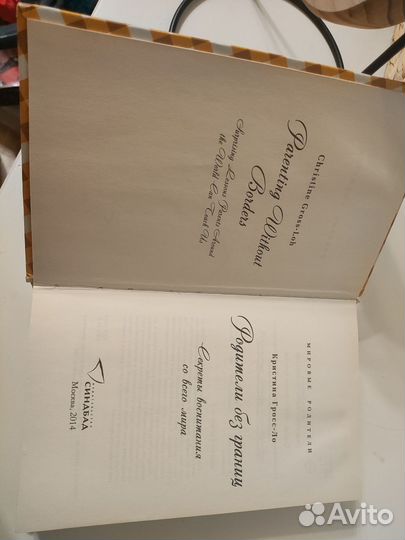 Christine Gross-Loh
Parenting Without
Borders
Surprising Lessons Parents Around
the World Can Teach Us
МИРОВЫЕ РОДИТЕЛИ
Кристина Гросс-Ло
Родители без границ
Секреты воспитания
со всего мира
СИНДБАД
Москва, 2014
Avito